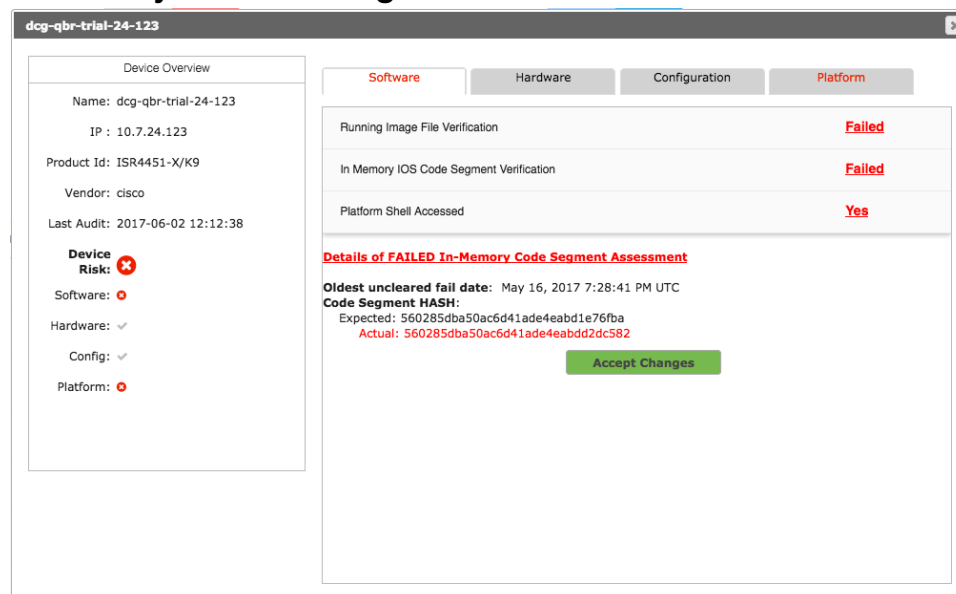 dcg-qbr-trial-24-123
Device Overview
Name: dcg-qbr-trial-24-123
IP : 10.7.24.123
Product Id: ISR4451-X/K9
Vendor: cisco
Last Audit: 2017-06-02 12:12:38
Device
Risk:
Software:
Hardware:
Config:
Platform:
Software Hardware Configuration Platform
Running Image File Verification Failed
In Memory IOS Code Segment Verification Failed
Platform Shell Accessed Yes
Details of FAILED In-Memory Code Segment Assessment
Oldest uncleared fail date: May 16, 2017 7:28:41 PM UTC
Code Segment HASH:
Expected: 560285dba50ac6d41ade4eabd1e76fba
Actual: 560285dba50ac6d41ade4eabdd2dc582
Accept Changes